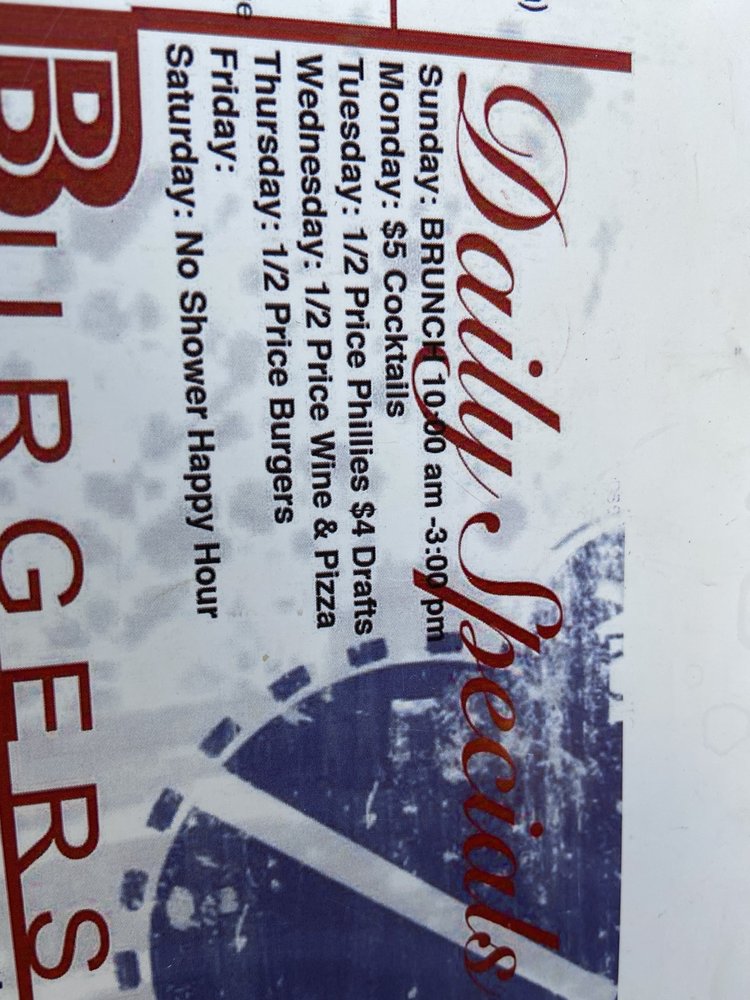 Daily Specials
Sunday: BRUNCH 10:00 am -3:00 pm
Monday: $5 Cocktails
Tuesday: 1/2 Price Phillies $4 Drafts
Wednesday: 1/2 Price Wine & Pizza
Thursday: 1/2 Price Burgers
Friday:
Saturday: No Shower Happy Hour
BURGERS